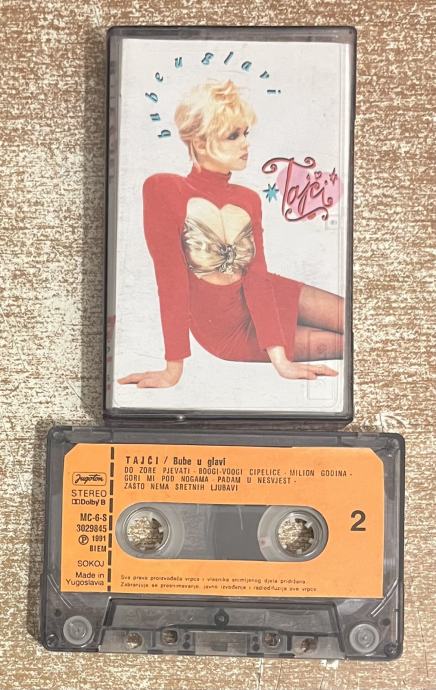 bube u glavi
Tajči
Jugoton
STEREO
Dolby B
MC-6-S
3029845
P 1991
BIEM
SOKOJ
Made in
Yugoslavia
TAJČI / Bube u glavi
DO ZORE PJEVATI - BOOGI-VOOGI CIPELICE - MILION GODINA -
GORI MI POD NOGAMA - PADAM U NESVJEST -
ZAŠTO NEMA SRETNIH LJUBAVI
2
Sva prava proizvođača vrpce i vlasnika snimljenog djela pridržana.
Zabranjuje se presnimavanje, javno izvođenje i radiodifuzija ove vrpce